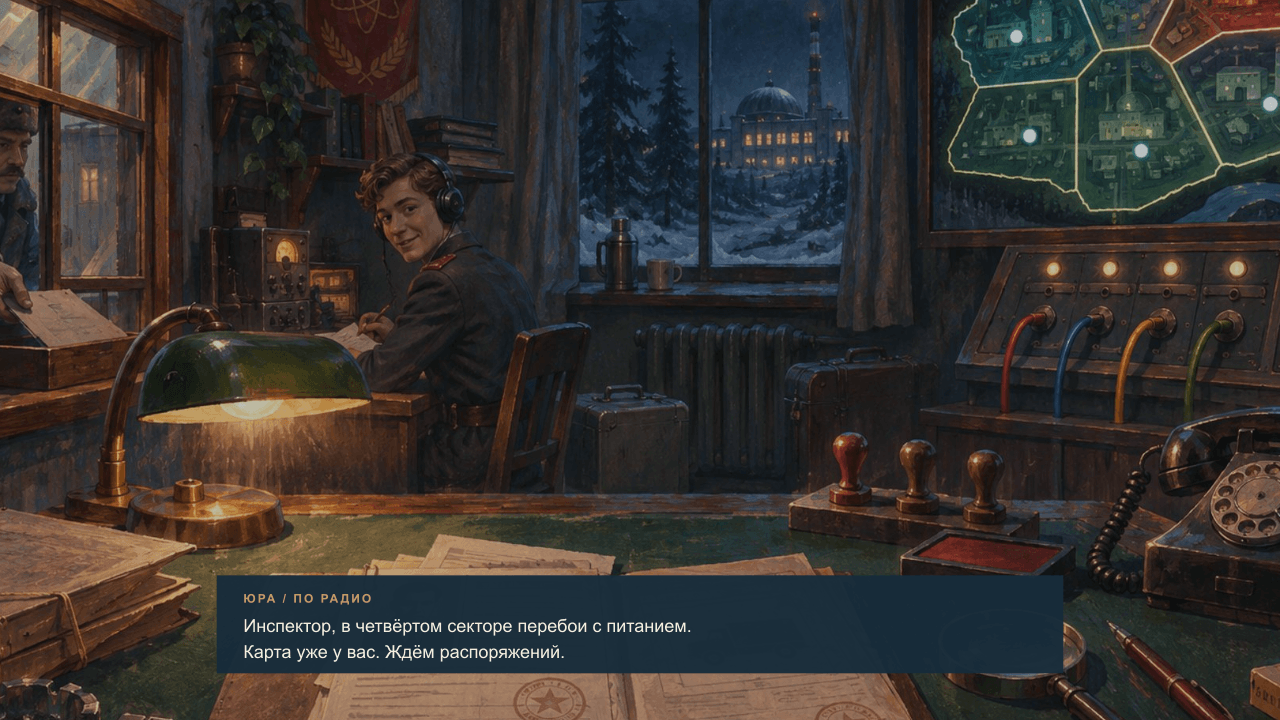 ЮРА / ПО РАДИО
Инспектор, в четвёртом секторе перебои с питанием.
Карта уже у вас. Ждём распоряжений.